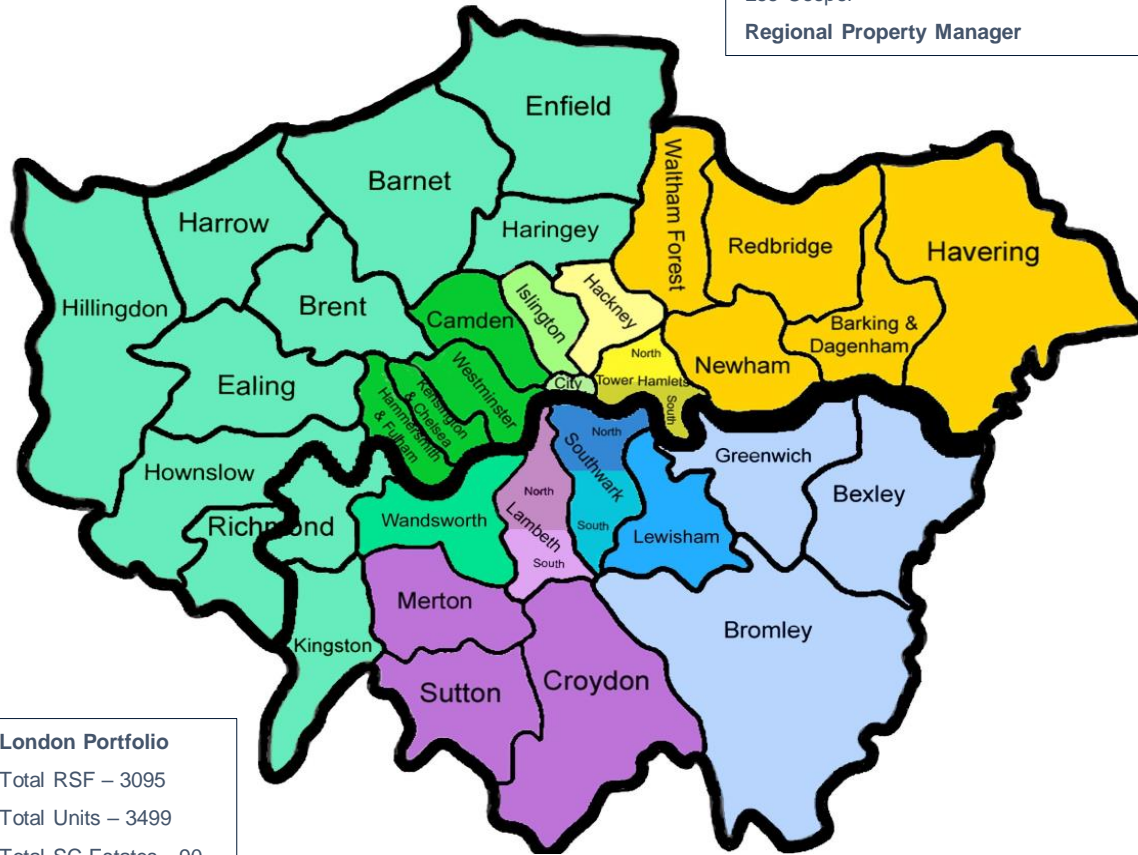 Regional Property Manager
Enfield
Barnet
Waltham Forest
Harrow
Haringey
Redbridge
Havering
Hillingdon
Brent
Camden
Islington
Hackney
Barking &
Dagenham
North
Tower Hamlets
South
Newham
Ealing
Westminster
City
Kensington
& Chelsea
Hammersmith
& Fulham
Hownslow
Richmond
Wandsworth
North
Lambeth
South
North
Southwark
South
Lewisham
Greenwich
Bexley
Merton
Kingston
Sutton
Croydon
Bromley
London Portfolio
Total RSF – 3095
Total Units – 3499